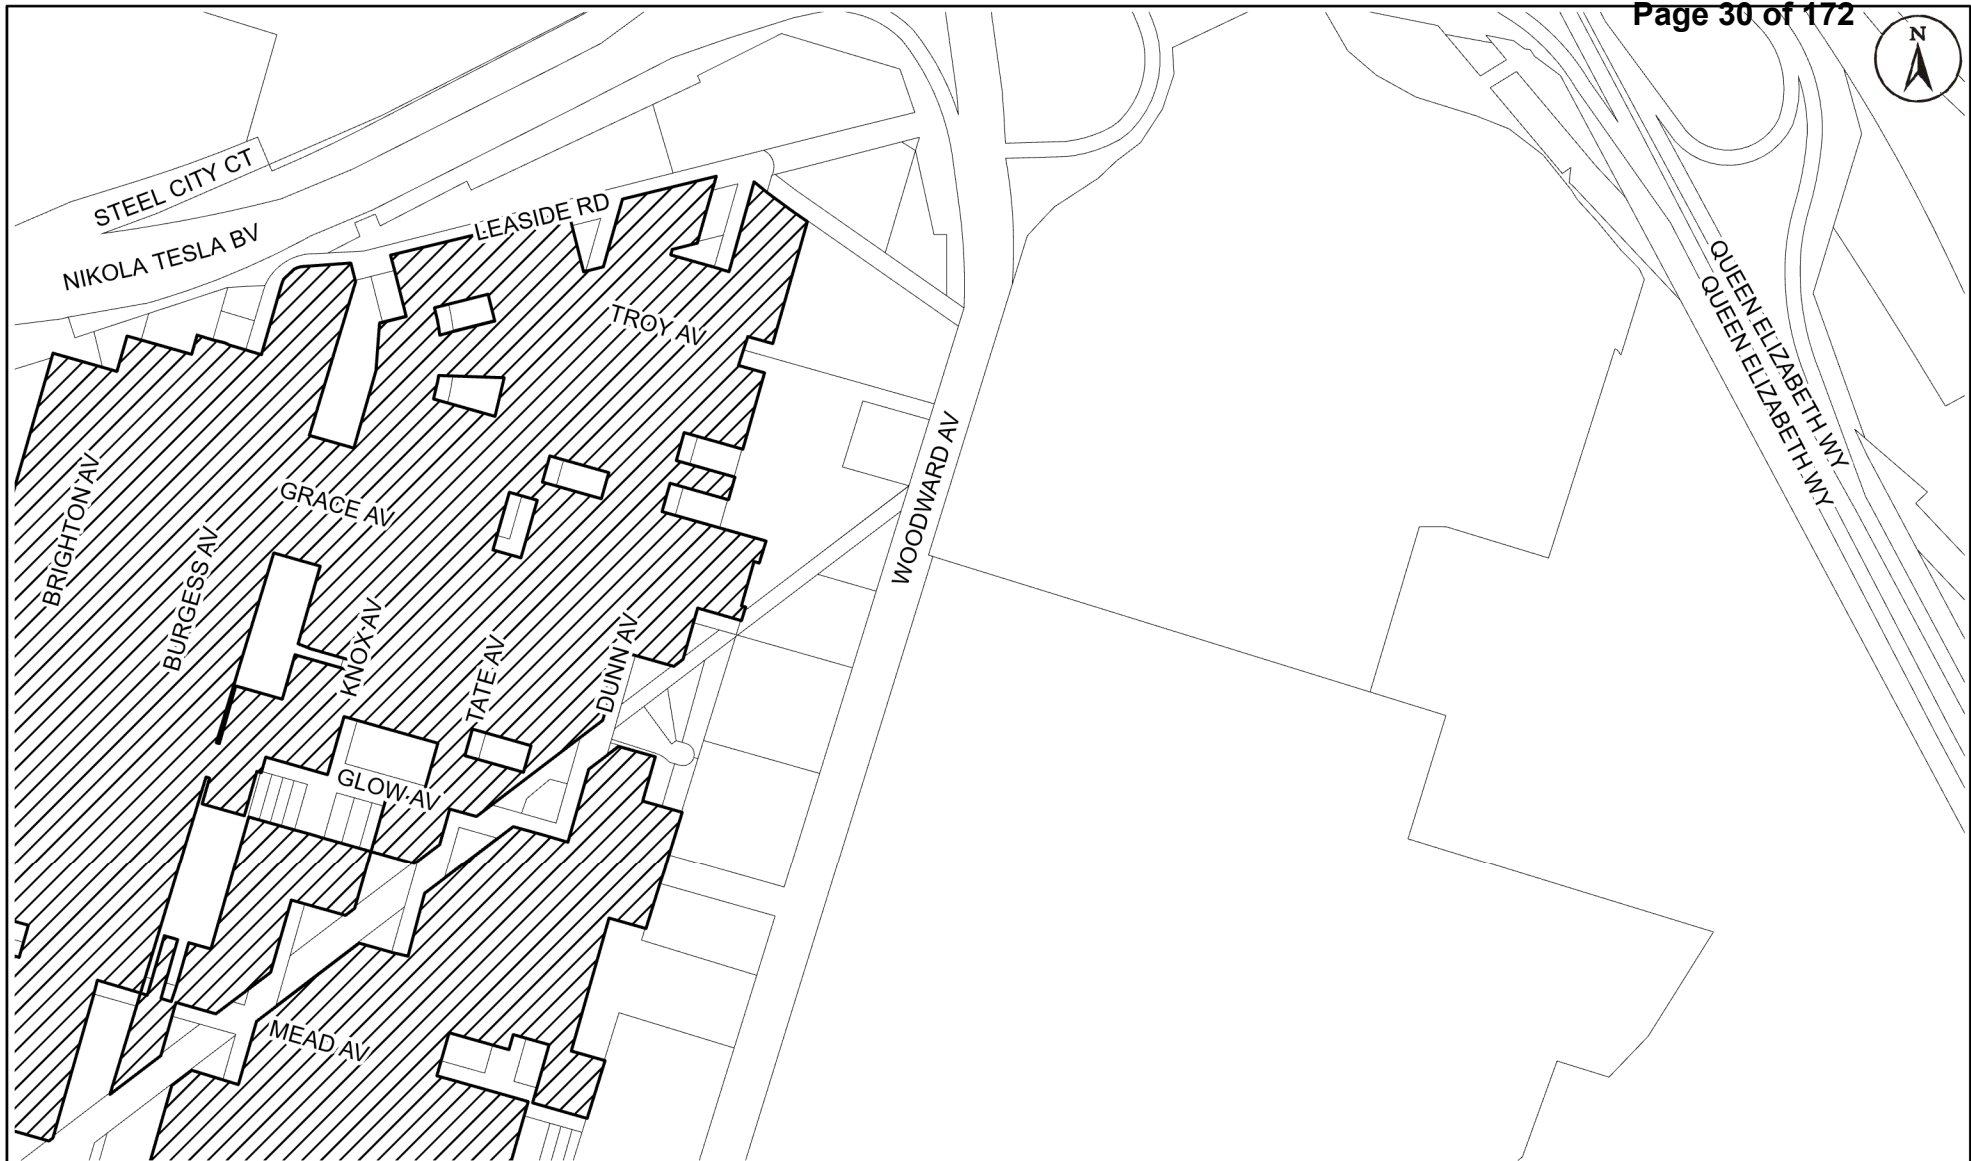 Page 30 of 172
N
STEEL CITY CT
NIKOLA TESLA BV
LEASIDE RD
TROY AV
QUEEN ELIZABETH WY
QUEEN ELIZABETH WY
WOODWARD AV
GRACE AV
BRIGHTON AV
BURGESS AV
KNOX AV
TATE AV
DUNN AV
GLOW AV
MEAD AV